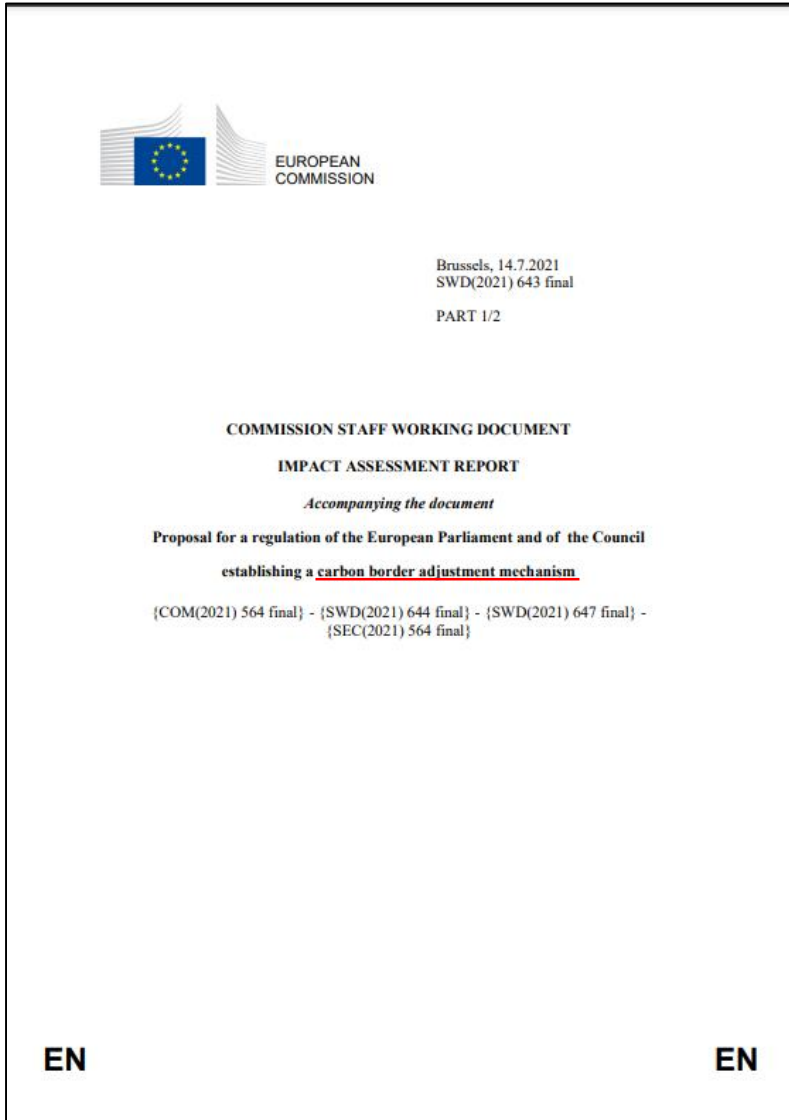 EUROPEAN
COMMISSION
Brussels, 14.7.2021
SWD(2021) 643 final
PART 1/2
COMMISSION STAFF WORKING DOCUMENT
IMPACT ASSESSMENT REPORT
Accompanying the document
Proposal for a regulation of the European Parliament and of the Council
establishing a carbon border adjustment mechanism
{COM(2021) 564 final} - {SWD(2021) 644 final} - {SWD(2021) 647 final} -
{SEC(2021) 564 final}
EN EN